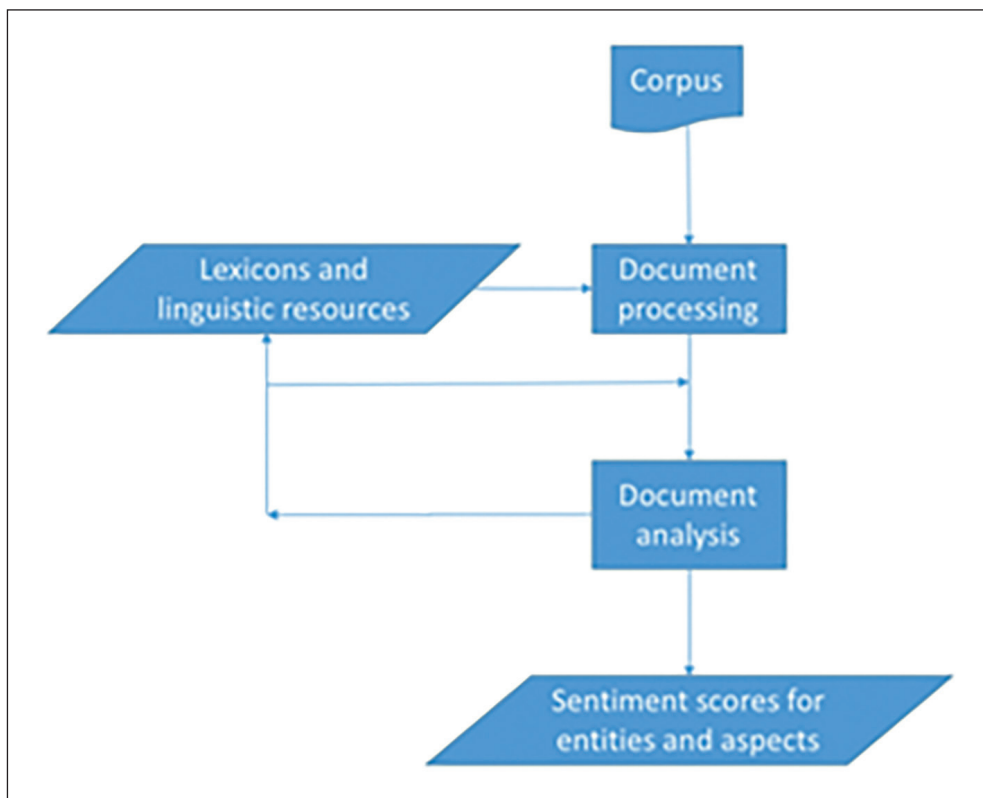 Corpus
Lexicons and
linguistic resources
Document
processing
Document
analysis
Sentiment scores for
entities and aspects